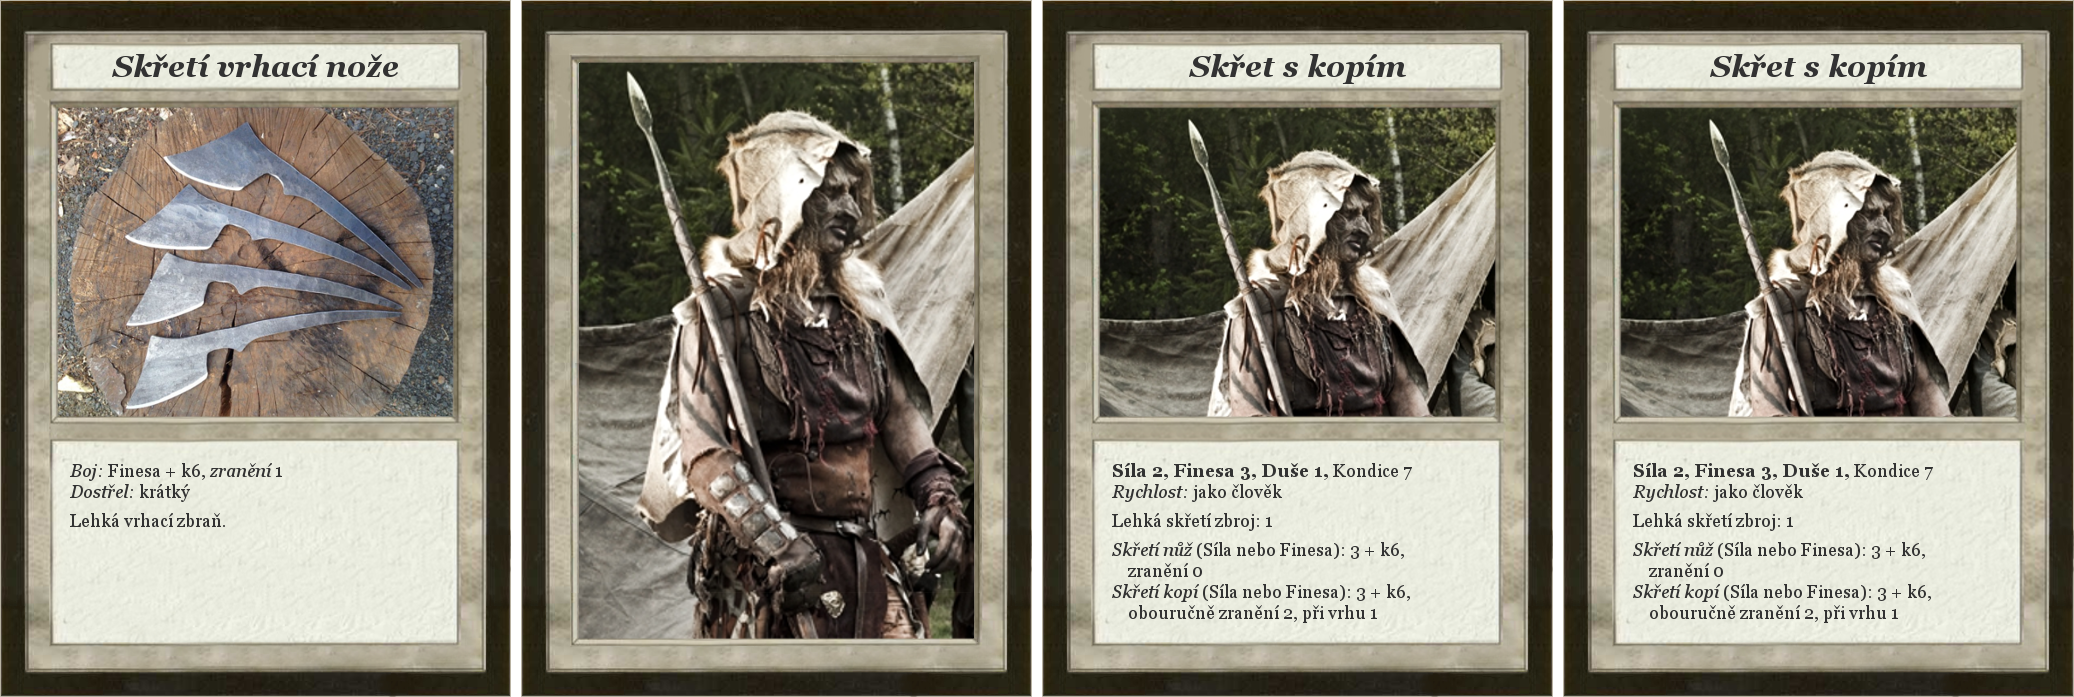 Skřetí vrhací nože
Boj: Finesa + k6, zranění 1
Dostřel: krátký
Lehká vrhací zbraň.
Skřet s kopím
Síla 2, Finesa 3, Duše 1, Kondice 7
Rychlost: jako člověk
Lehká skřetí zbroj: 1
Skřetí nůž (Síla nebo Finesa): 3 + k6,
zranění 0
Skřetí kopí (Síla nebo Finesa): 3 + k6,
obouručně zranění 2, při vrhu 1
Skřet s kopím
Síla 2, Finesa 3, Duše 1, Kondice 7
Rychlost: jako člověk
Lehká skřetí zbroj: 1
Skřetí nůž (Síla nebo Finesa): 3 + k6,
zranění 0
Skřetí kopí (Síla nebo Finesa): 3 + k6,
obouručně zranění 2, při vrhu 1